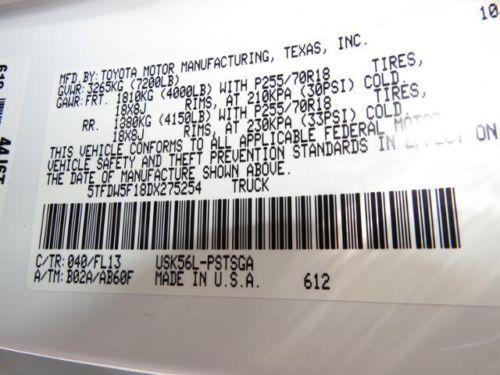 10
MFD.BY:TOYOTA MOTOR MANUFACTURING, TEXAS, INC.
GVWR:3265KG (7200LB)
GAWR:FRT. 1810KG (4000LB) WITH P255/70R18 TIRES,
18X8J RIMS, AT 210KPA (30PSI) COLD.
RR. 1880KG (4150LB) WITH P255/70R18 TIRES,
18X8J RIMS, AT 230KPA (33PSI) COLD.
THIS VEHICLE CONFORMS TO ALL APPLICABLE FEDERAL MOTOR
VEHICLE SAFETY AND THEFT PREVENTION STANDARDS IN EFFECT ON
THE DATE OF MANUFACTURE SHOWN ABOVE.
5TFDW5F18DX275254 TRUCK
C/TR:040/FL13 USK56L-PSTSGA
A/TM:B02A/AB60F MADE IN U.S.A. 612